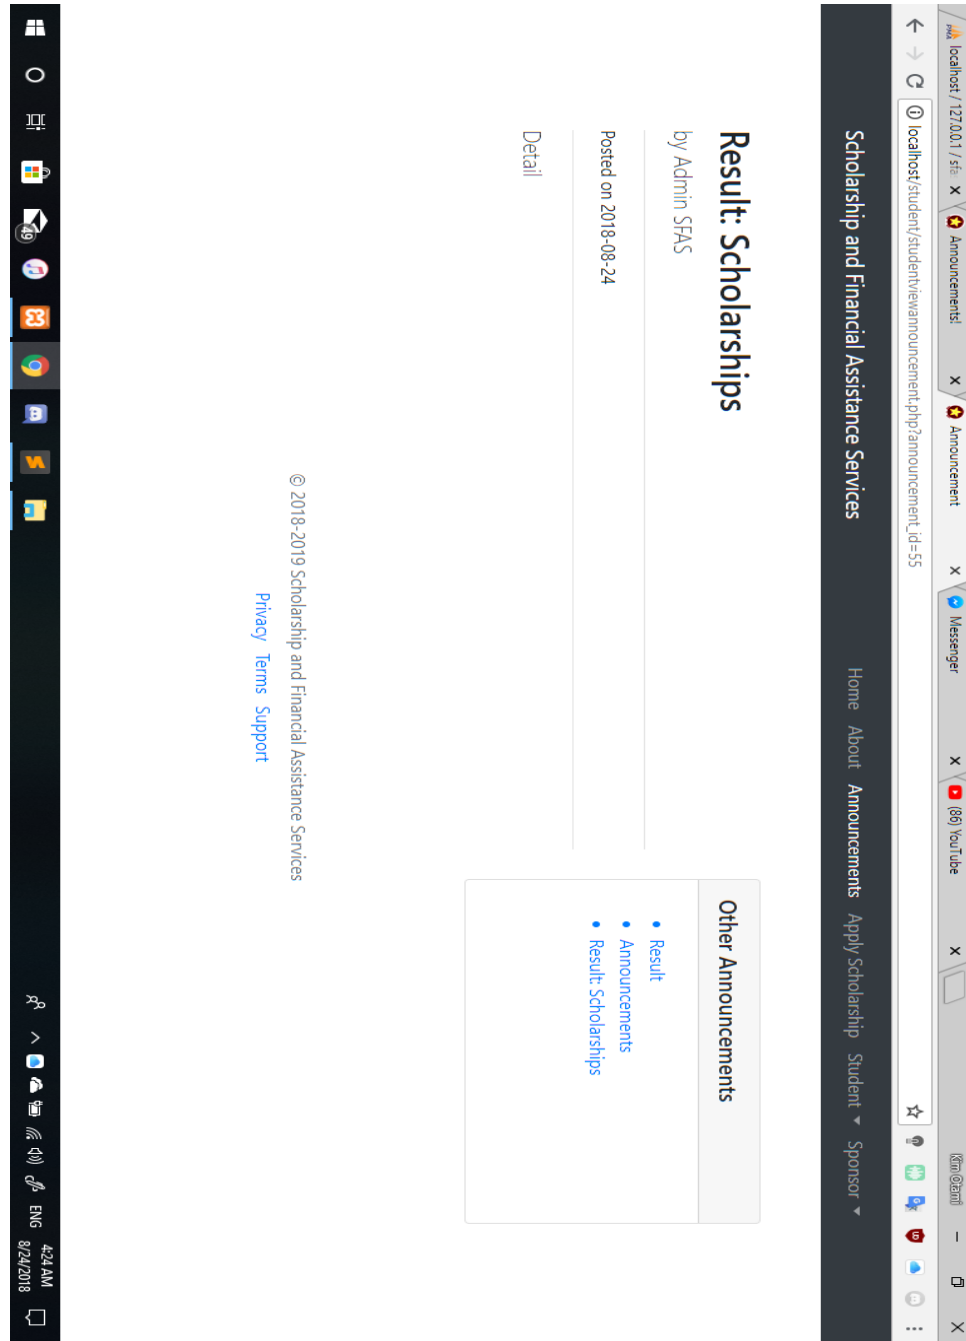 localhost / 127.0.0.1 / sfa
Announcements!
Announcement
Messenger
(86) YouTube
Kim Otami
localhost/student/studentviewannouncement.php?announcement_id=55
Scholarship and Financial Assistance Services
Home About Announcements Apply Scholarship Student Sponsor
Result: Scholarships
by Admin SFAS
Posted on 2018-08-24
Detail
Other Announcements
Result
Announcements
Result: Scholarships
© 2018-2019 Scholarship and Financial Assistance Services
Privacy Terms Support
49
ENG
4:24 AM
8/24/2018